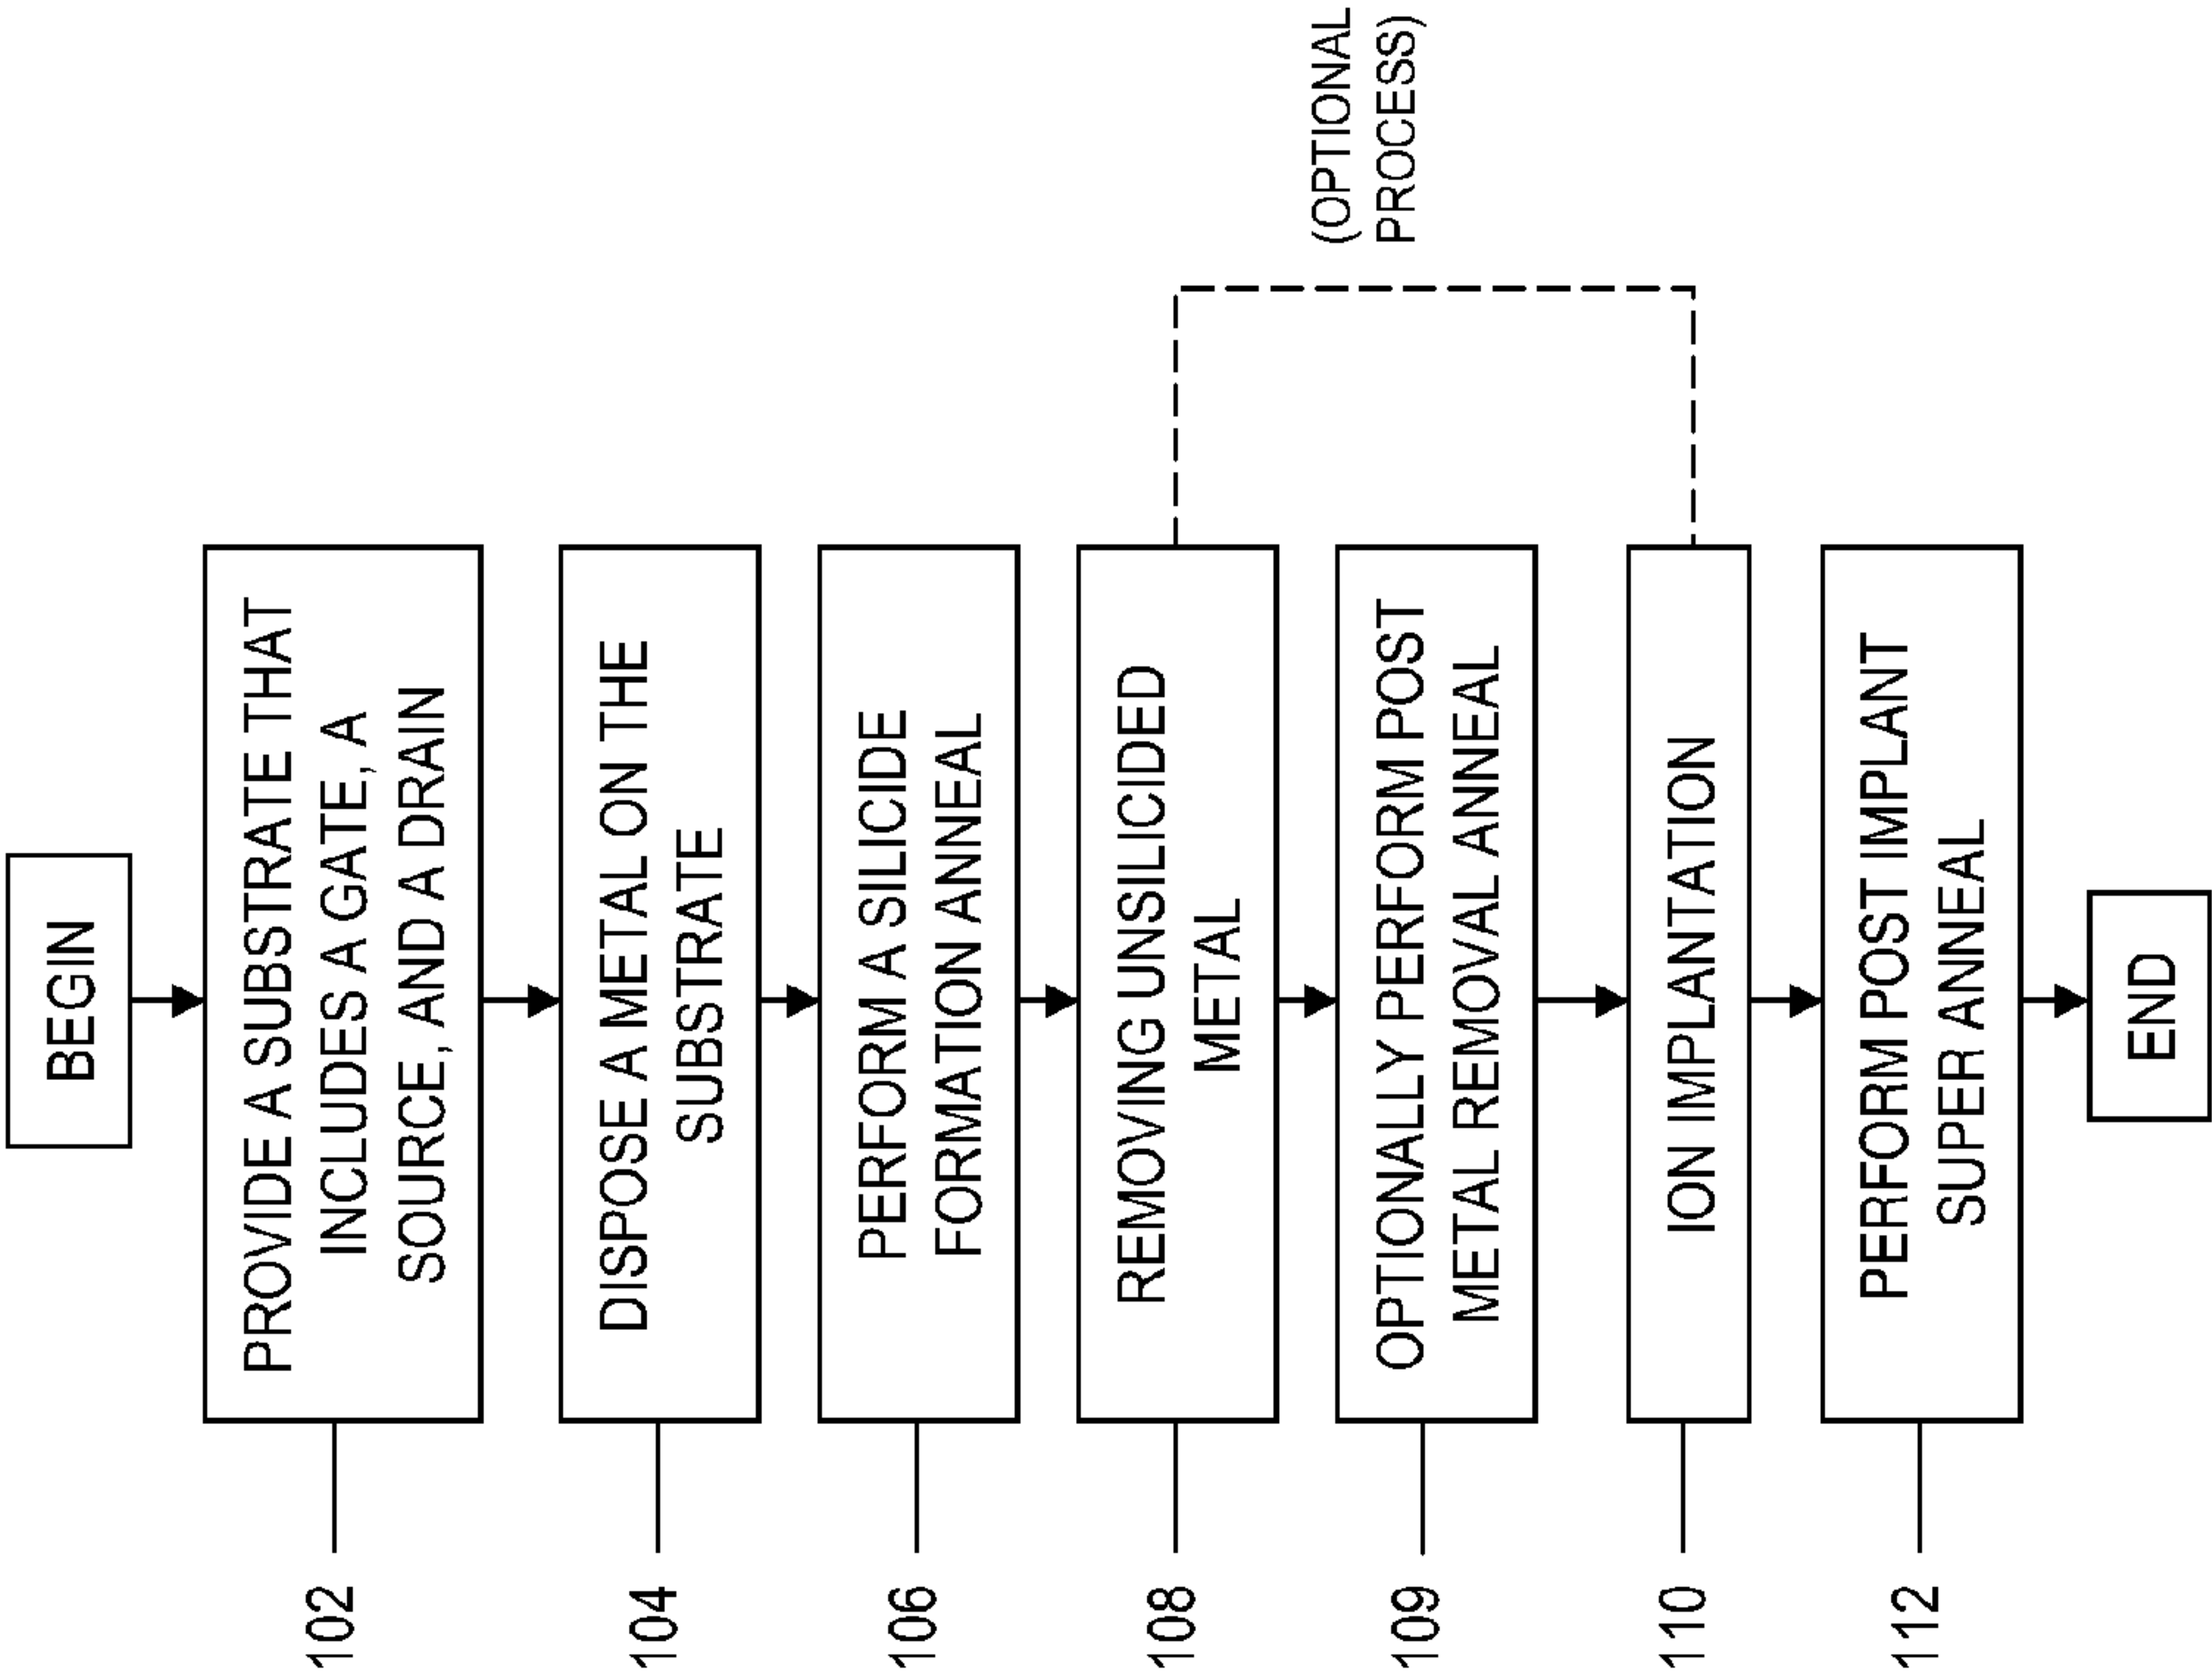 BEGIN
102
PROVIDE A SUBSTRATE THAT
INCLUDES A GATE, A
SOURCE, AND A DRAIN
104
DISPOSE A METAL ON THE
SUBSTRATE
106
PERFORM A SILICIDE
FORMATION ANNEAL
108
REMOVING UNSILICIDED
METAL
(OPTIONAL
PROCESS)
109
OPTIONALLY PERFORM POST
METAL REMOVAL ANNEAL
110
ION IMPLANTATION
112
PERFORM POST IMPLANT
SUPER ANNEAL
END